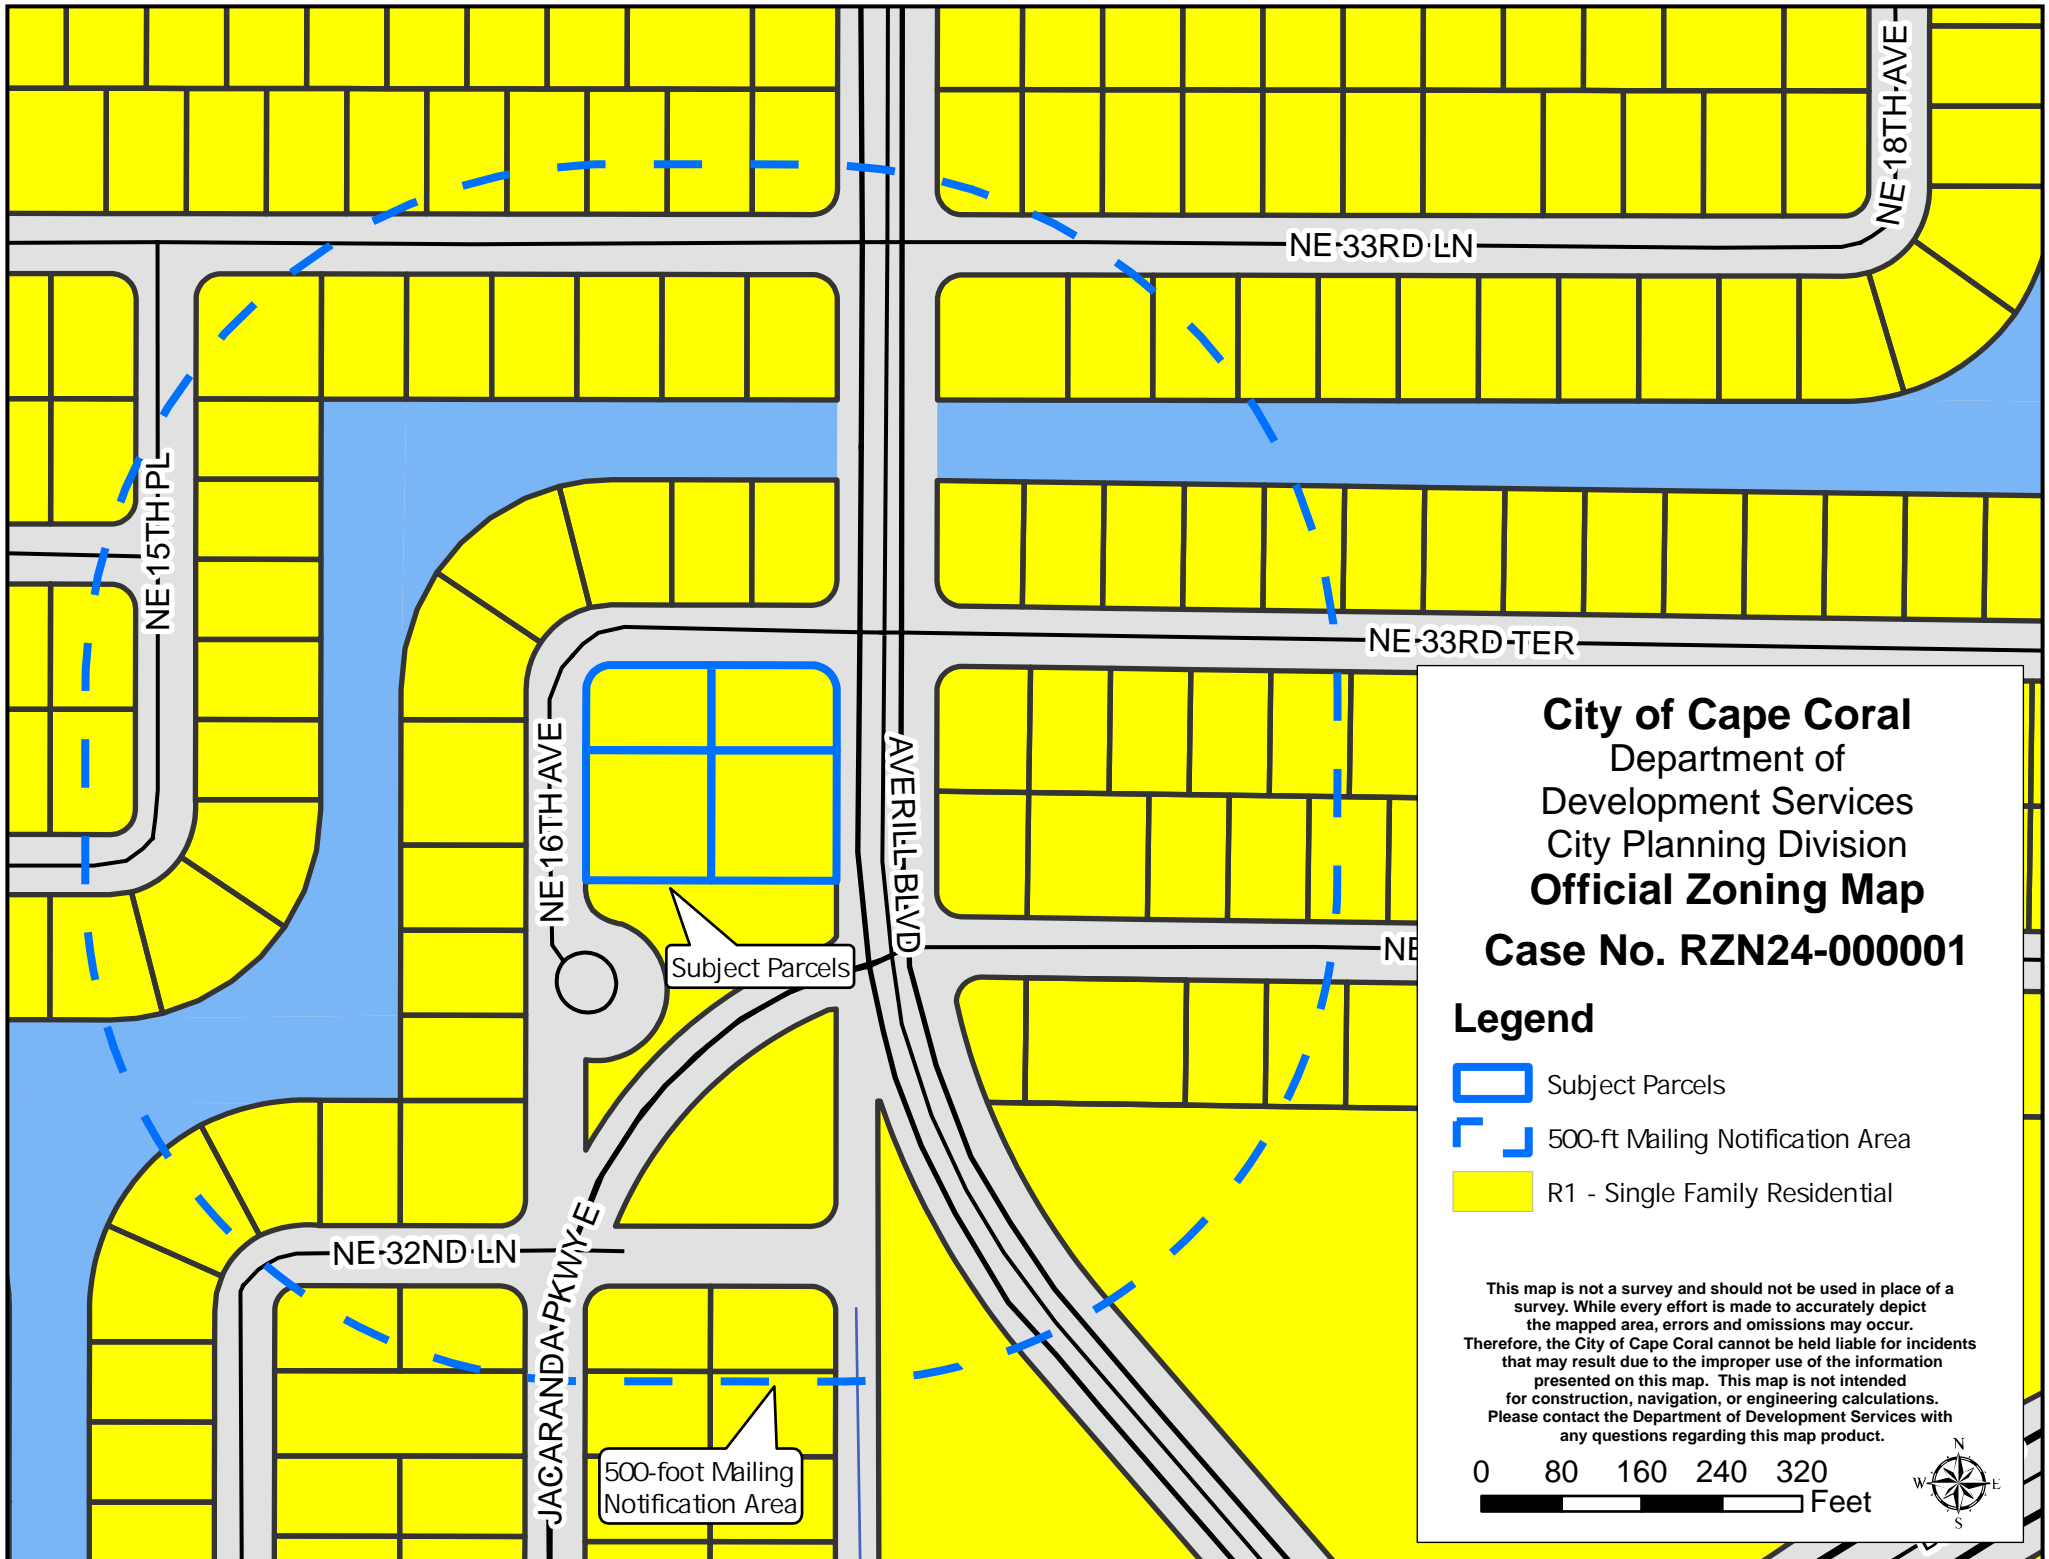 NE 18TH AVE
NE 33RD LN
NE 15TH PL
NE 33RD TER
NE 16TH AVE
AVERILL BLVD
Subject Parcels
NE
NE 32ND LN
JACARANDA PKWY E
500-foot Mailing
Notification Area
City of Cape Coral
Department of
Development Services
City Planning Division
Official Zoning Map
Case No. RZN24-000001
Legend
Subject Parcels
500-ft Mailing Notification Area
R1 - Single Family Residential
This map is not a survey and should not be used in place of a
survey. While every effort is made to accurately depict
the mapped area, errors and omissions may occur.
Therefore, the City of Cape Coral cannot be held liable for incidents
that may result due to the improper use of the information
presented on this map. This map is not intended
for construction, navigation, or engineering calculations.
Please contact the Department of Development Services with
any questions regarding this map product.
0 80 160 240 320
Feet
N
W E
S